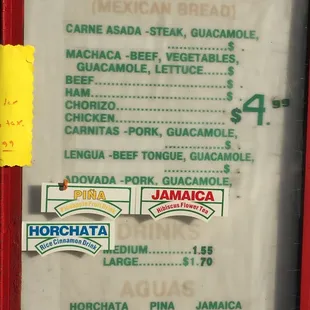 [MEXICAN BREAD]
CARNE ASADA -STEAK, GUACAMOLE,
$
MACHACA -BEEF, VEGETABLES,
GUACAMOLE, LETTUCE.....$
BEEF..............................$
HAM...............................$
CHORIZO.......................$
CHICKEN........................$
$4.99
CARNITAS -PORK, GUACAMOLE,
.....................$
LENGUA -BEEF TONGUE, GUACAMOLE,
.....................$
ADOVADA -PORK, GUACAMOLE,
PIÑA
JAMAICA
Hibiscus Flower Tea
HORCHATA
Rice Cinnamon Drink
DRINKS
MEDIUM..............1.55
LARGE..............$1.70
AGUAS
HORCHATA PINA JAMAICA